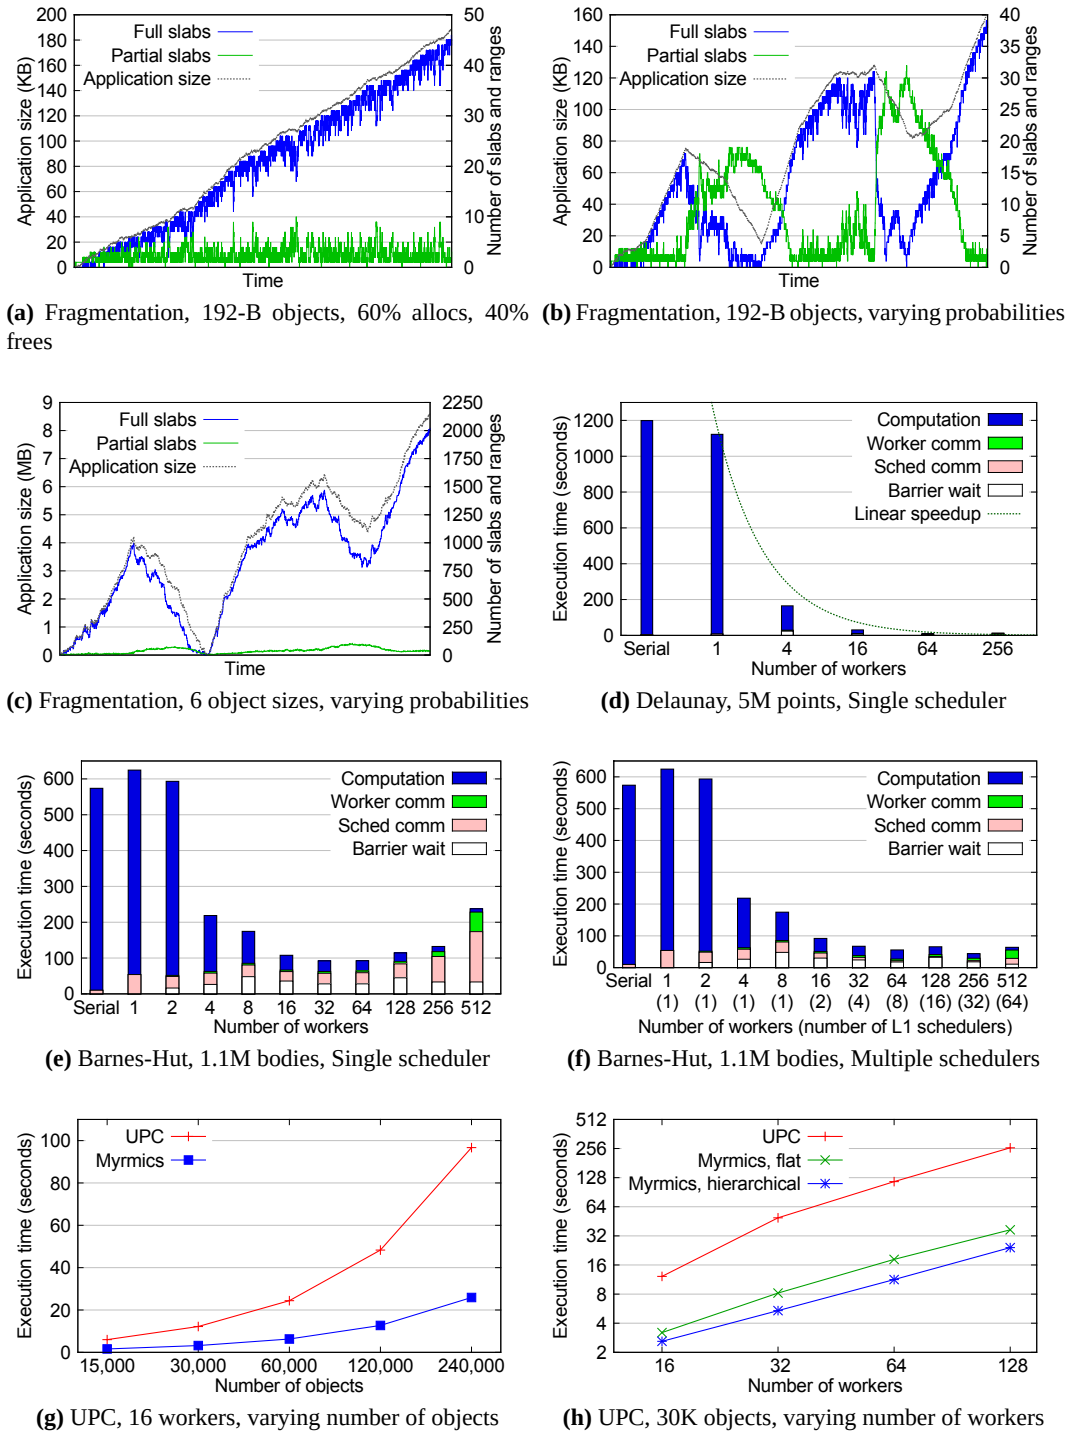 200
180
160
140
120
100
80
60
40
20
0
Application size (KB)
Full slabs
Partial slabs
Application size
50
40
30
20
10
0
Number of slabs and ranges
Time
(a) Fragmentation, 192-B objects, 60% allocs, 40%
frees
160
140
120
100
80
60
40
20
0
Application size (KB)
Full slabs
Partial slabs
Application size
40
35
30
25
20
15
10
5
0
Number of slabs and ranges
Time
(b) Fragmentation, 192-B objects, varying probabilities
9
8
7
6
5
4
3
2
1
0
Application size (MB)
Full slabs
Partial slabs
Application size
2250
2000
1750
1500
1250
1000
750
500
250
0
Number of slabs and ranges
Time
(c) Fragmentation, 6 object sizes, varying probabilities
1200
1000
800
600
400
200
0
Execution time (seconds)
Computation
Worker comm
Sched comm
Barrier wait
Linear speedup
Serial 1 4 16 64 256
Number of workers
(d) Delaunay, 5M points, Single scheduler
600
500
400
300
200
100
0
Execution time (seconds)
Computation
Worker comm
Sched comm
Barrier wait
Serial 1 2 4 8 16 32 64 128 256 512
Number of workers
(e) Barnes-Hut, 1.1M bodies, Single scheduler
600
500
400
300
200
100
0
Execution time (seconds)
Computation
Worker comm
Sched comm
Barrier wait
Serial 1 2 4 8 16 32 64 128 256 512
(1) (1) (1) (1) (2) (4) (8) (16) (32) (64)
Number of workers (number of L1 schedulers)
(f) Barnes-Hut, 1.1M bodies, Multiple schedulers
100
80
60
40
20
0
Execution time (seconds)
UPC
Myrmics
15,000 30,000 60,000 120,000 240,000
Number of objects
(g) UPC, 16 workers, varying number of objects
512
256
128
64
32
16
8
4
2
Execution time (seconds)
UPC
Myrmics, flat
Myrmics, hierarchical
16 32 64 128
Number of workers
(h) UPC, 30K objects, varying number of workers